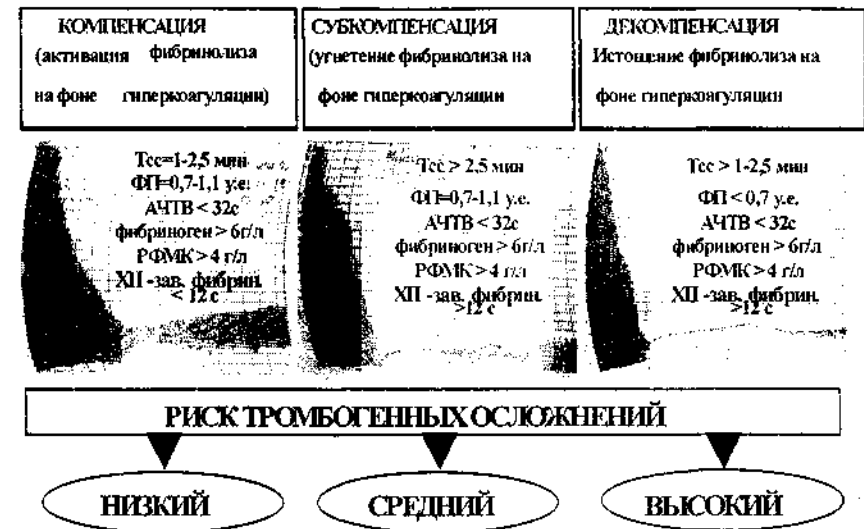 КОМПЕНСАЦИЯ
(активация фибринолиза
на фоне гиперкоагуляции)
СУБКОМПЕНСАЦИЯ
(угнетение фибринолиза на
фоне гиперкоагуляции
ДЕКОМПЕНСАЦИЯ
Истощение фибринолиза на
фоне гиперкоагуляции
Тсс=1-2,5 мин
ФП=0,7-1,1 у.е.
АЧТВ < 32с
фибриноген > 6г/л
РФМК > 4 г/л
XII -зав. фибрин.
< 12 с
Тсс > 2,5 мин
ФП=0,7-1,1 у.е.
АЧТВ < 32с
фибриноген > 6г/л
РФМК > 4 г/л
XII -зав. фибрин.
>12 с
Тсс > 1-2,5 мин
ФП < 0,7 у.е.
АЧТВ < 32с
фибриноген > 6г/л
РФМК > 4 г/л
XII -зав. фибрин.
>12 с
РИСК ТРОМБОГЕННЫХ ОСЛОЖНЕНИЙ
НИЗКИЙ
СРЕДНИЙ
ВЫСОКИЙ